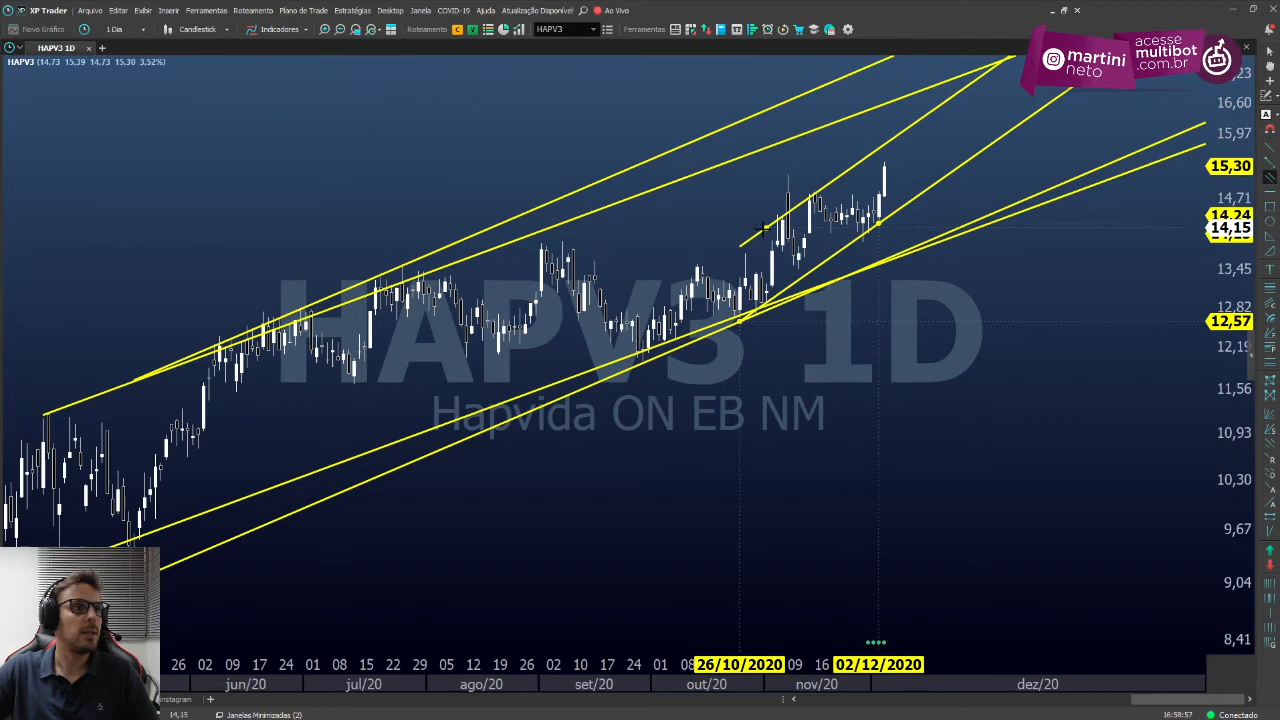 XP Trader Arquivo Editar Exibir Inserir Ferramentas Roteamento Plano de Trade Estratégias Desktop Janela COVID-19 Ajuda Atualização Disponível Ao Vivo
Novo Gráfico 1 Dia Candlestick Indicadores Roteamento C V HAPV3 Ferramentas
HAPV3 1D
HAPV3 (14,73 15,39 14,73 15,30 3,52%)
martini
neto
acesse
multibot
.com.br
16,60
15,97
15,30
14,71
14,24
14,15
13,45
12,82
12,57
12,19
11,56
10,93
10,30
9,67
9,04
8,41
HAPV3 1D
Hapvida ON EB NM
26 02 09 17 24 01 08 15 22 29 05 12 19 26 02 10 17 24 01 08 26/10/2020 09 16 02/12/2020
jun/20 jul/20 ago/20 set/20 out/20 nov/20 dez/20
instagram
14,15 Janelas Minimizadas (2) 16:58:57 Conectado